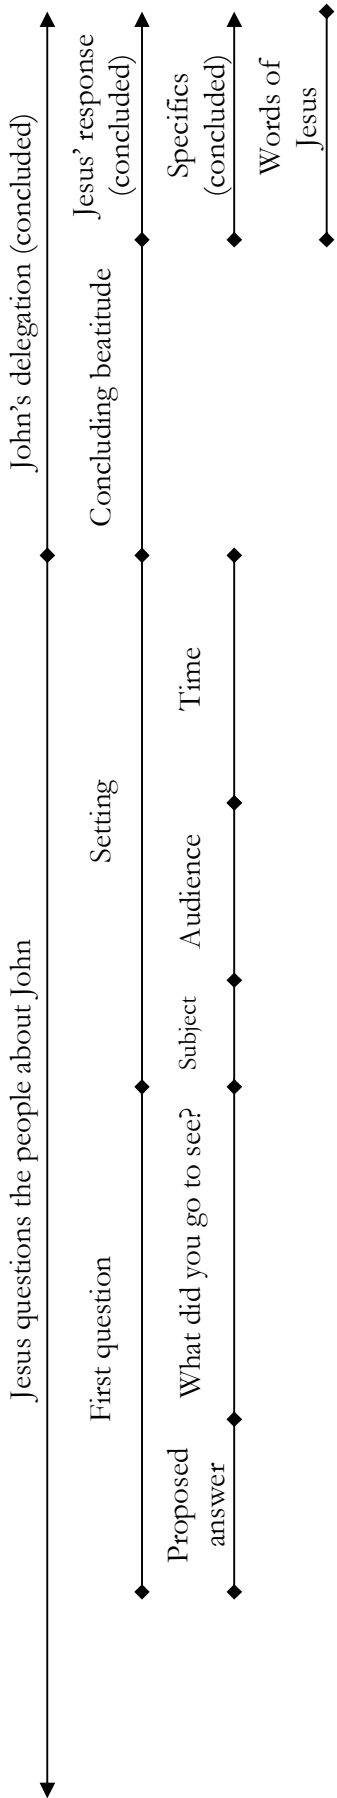 Jesus questions the people about John
John’s delegation (concluded)
First question
Setting
Concluding beatitude
Jesus’ response
(concluded)
Proposed
answer
What did you go to see?
Subject
Audience
Time
Specifics
(concluded)
Words of
Jesus